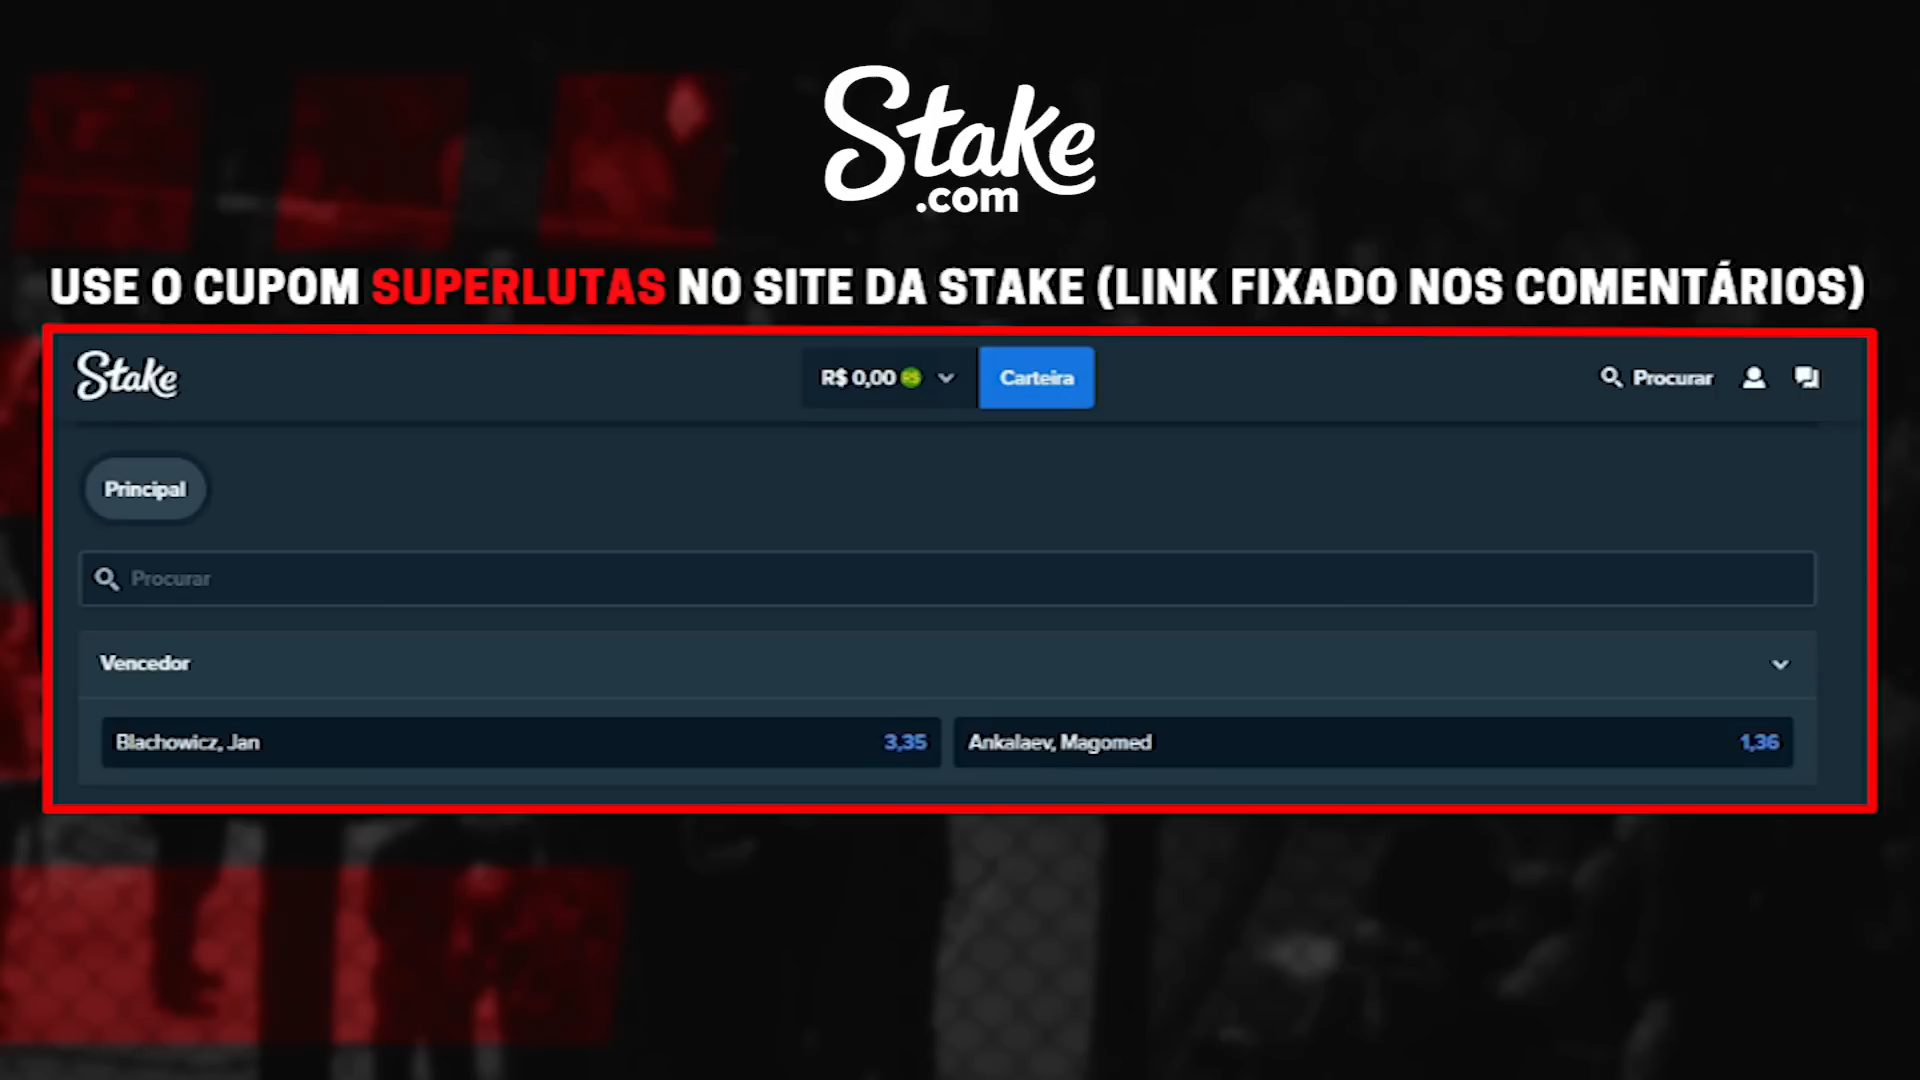 Stake
.com
USE O CUPOM SUPERLUTAS NO SITE DA STAKE (LINK FIXADO NOS COMENTÁRIOS)
Stake
R$ 0,00
Carteira
Procurar
Principal
Procurar
Vencedor
Blachowicz, Jan 3,35
Ankalaev, Magomed 1,36